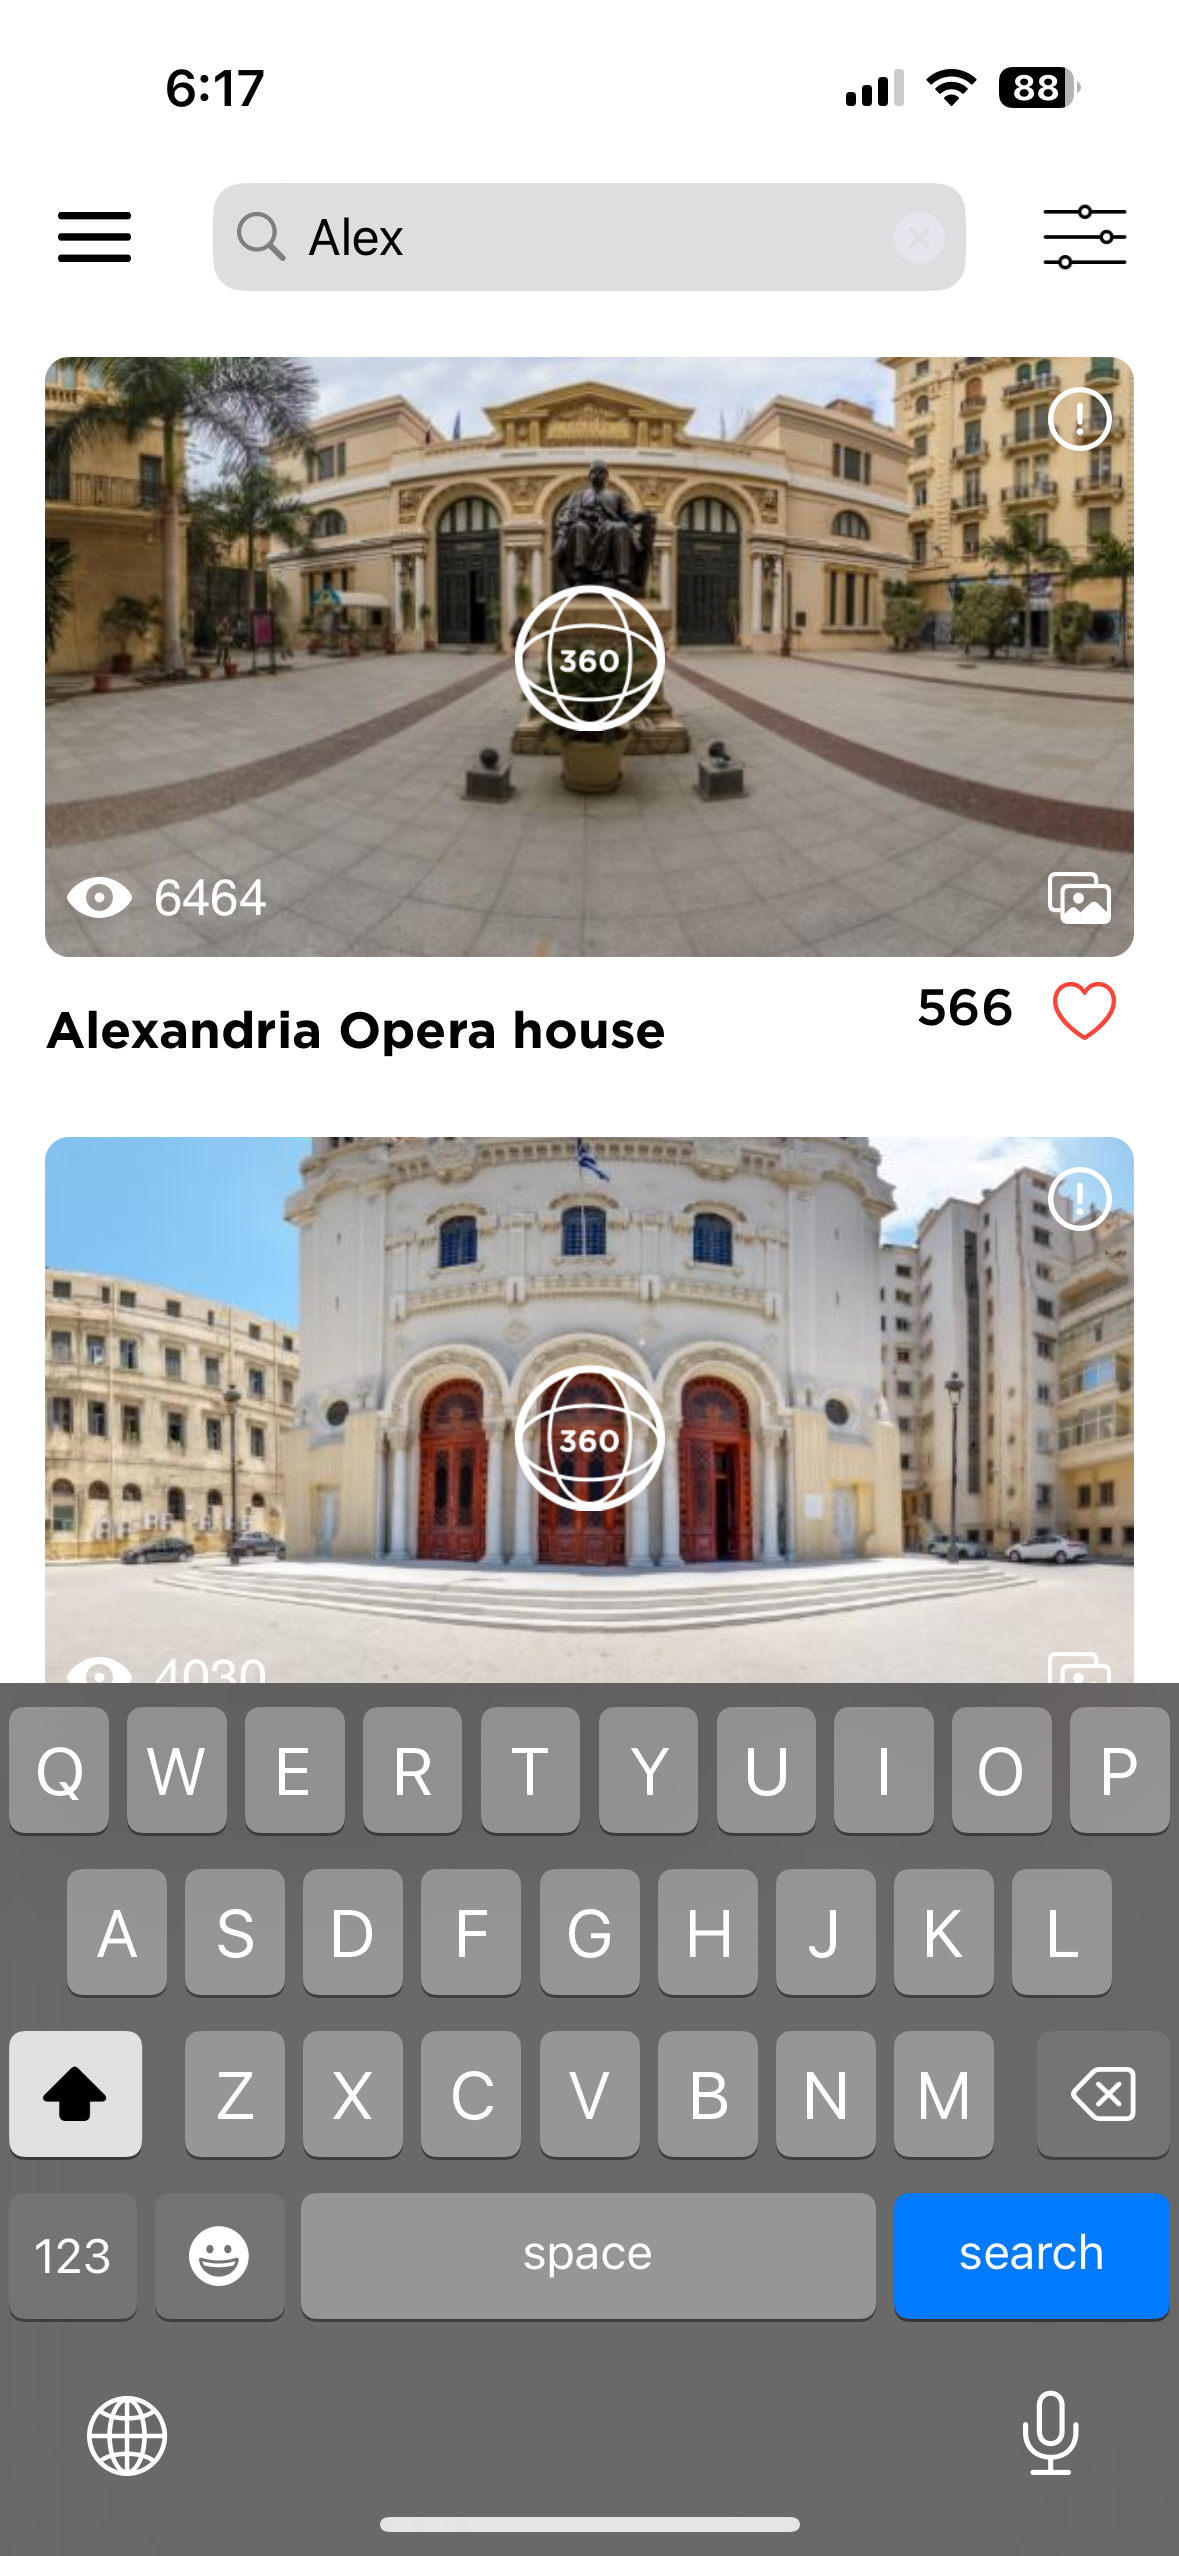 6:17
88
Alex
360
6464
Alexandria Opera house
566
360
4030
Q W E R T Y U I O P
A S D F G H J K L
Z X C V B N M
123
space
search